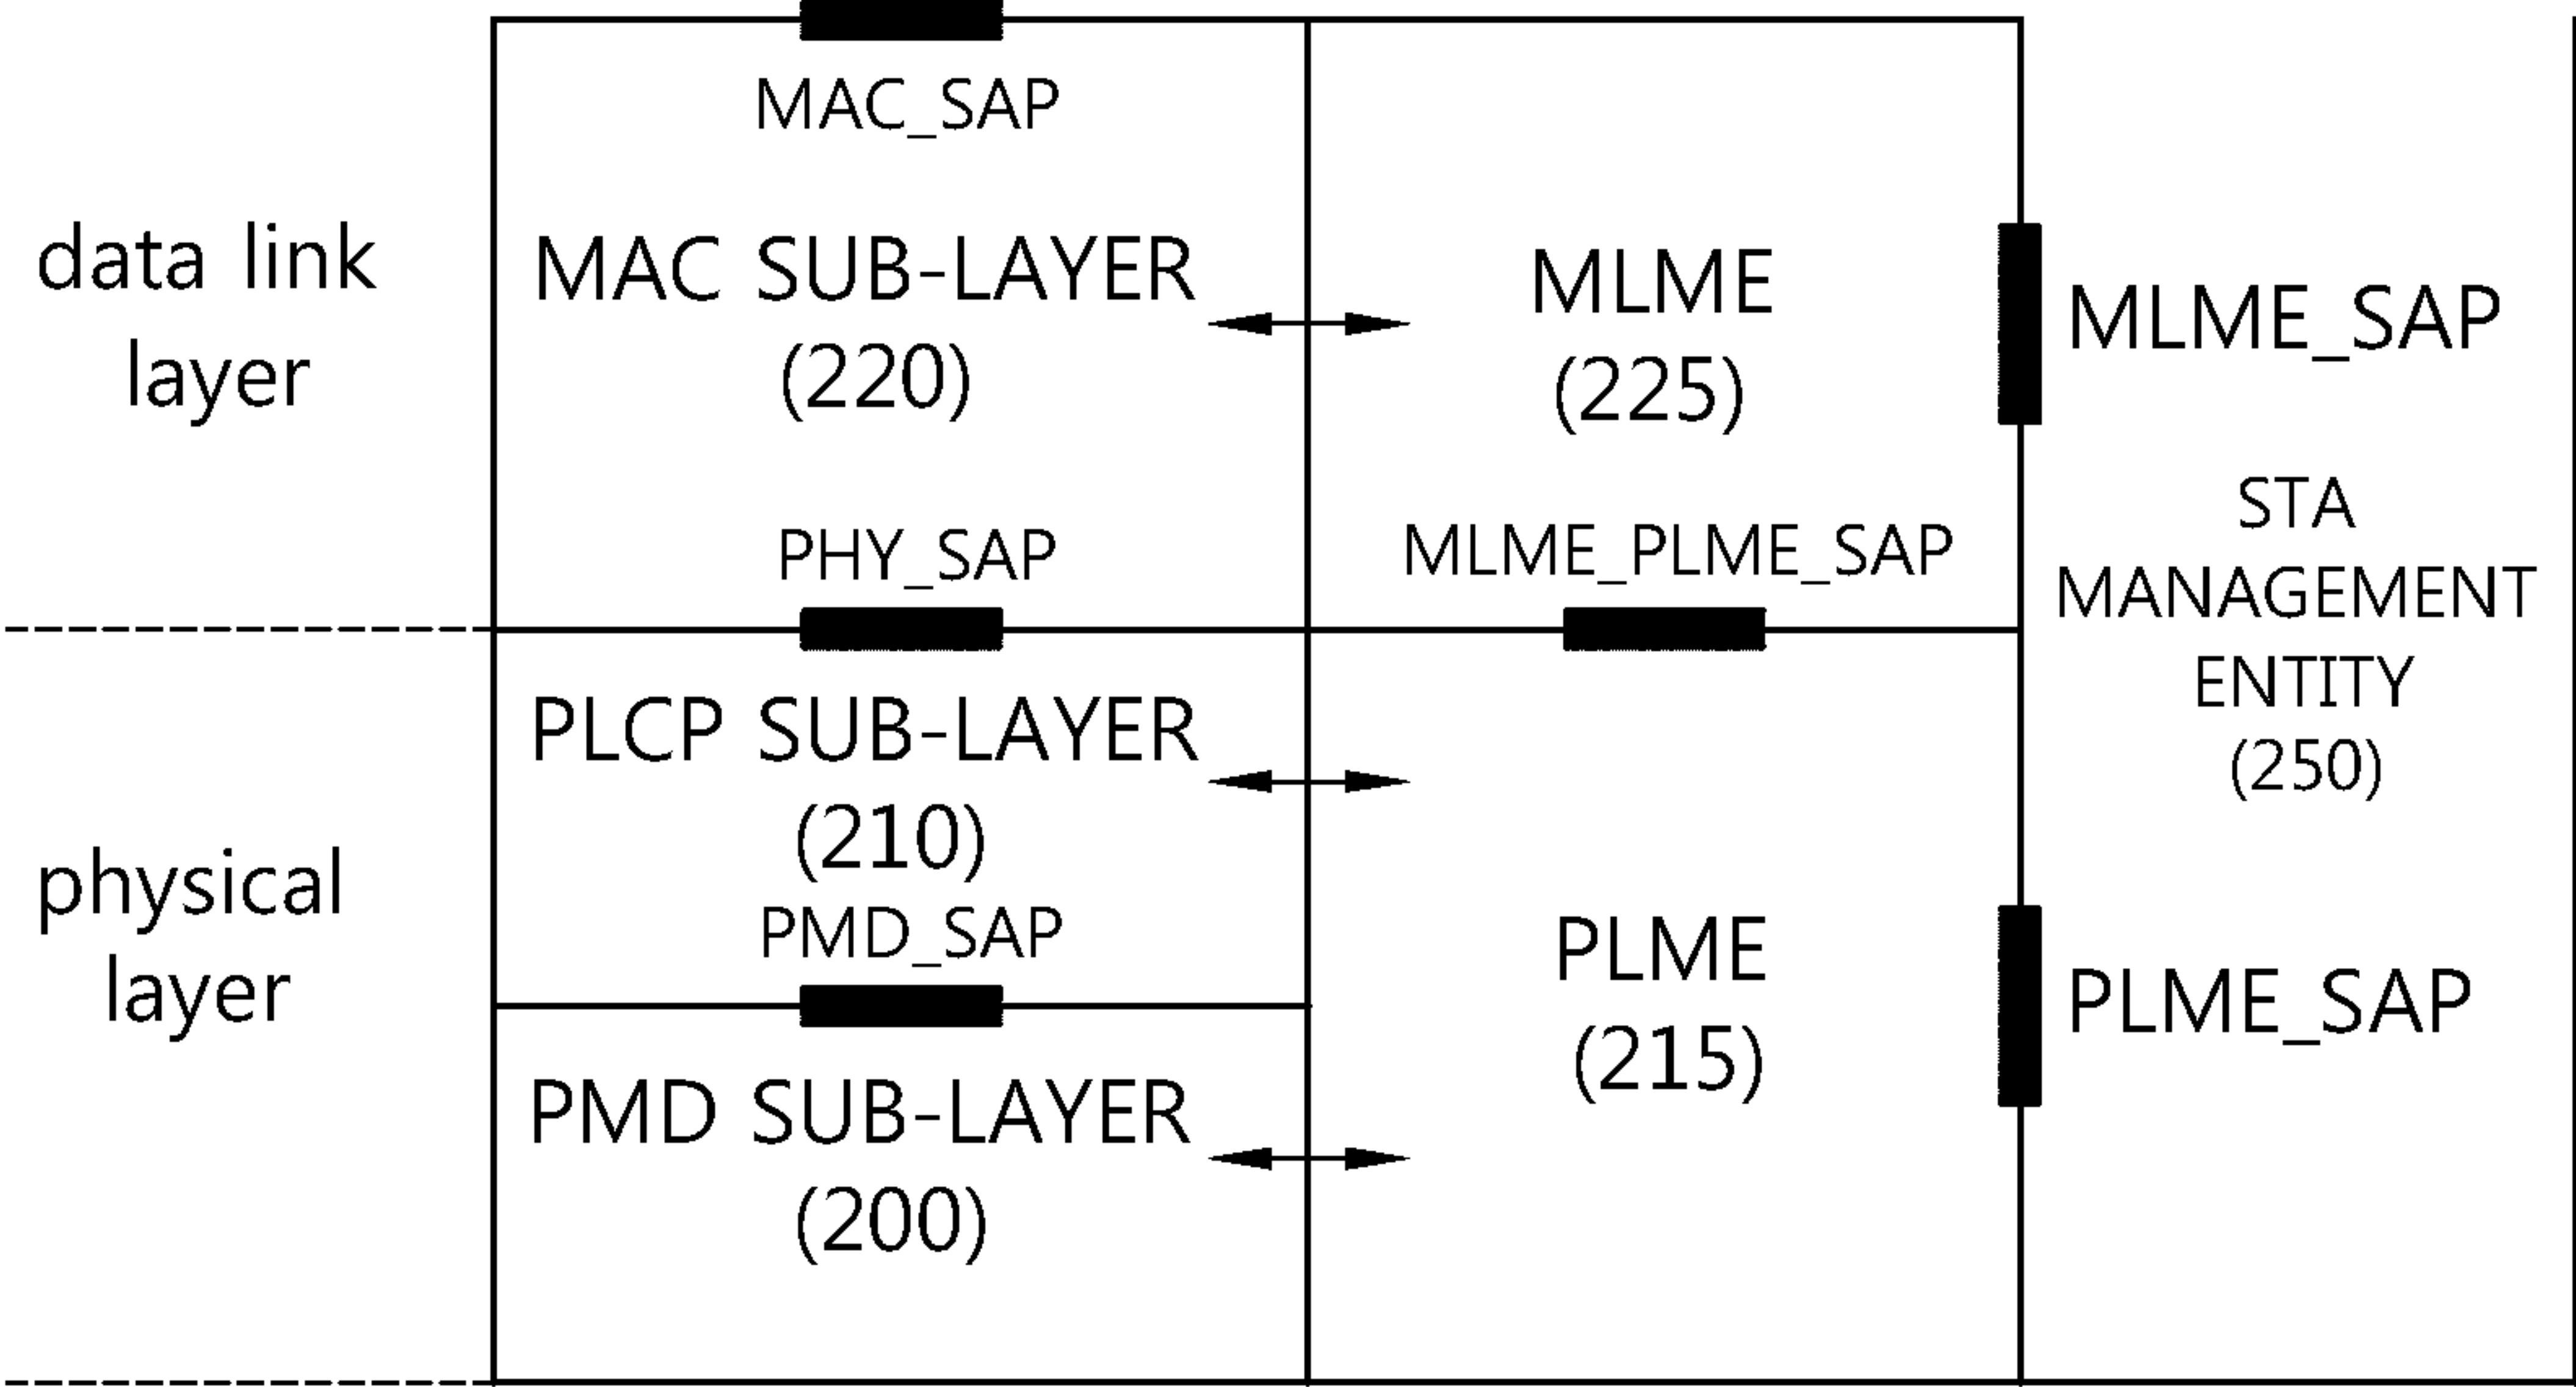 data link
layer
MAC_SAP
MAC SUB-LAYER
(220)
PHY_SAP
MLME
(225)
MLME_PLME_SAP
MLME_SAP
STA
MANAGEMENT
ENTITY
(250)
physical
layer
PLCP SUB-LAYER
(210)
PMD_SAP
PMD SUB-LAYER
(200)
PLME
(215)
PLME_SAP